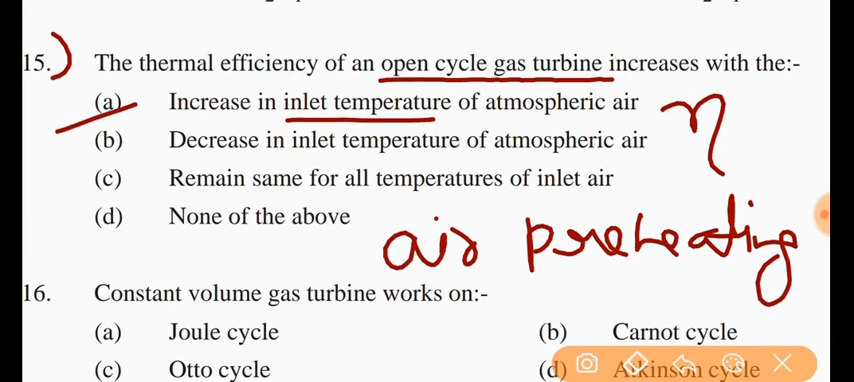 15.) The thermal efficiency of an open cycle gas turbine increases with the:-
(a) Increase in inlet temperature of atmospheric air
η
(b) Decrease in inlet temperature of atmospheric air
(c) Remain same for all temperatures of inlet air
(d) None of the above
air preheating
16. Constant volume gas turbine works on:-
(a) Joule cycle (b) Carnot cycle
(c) Otto cycle (d) Atkinson cycle